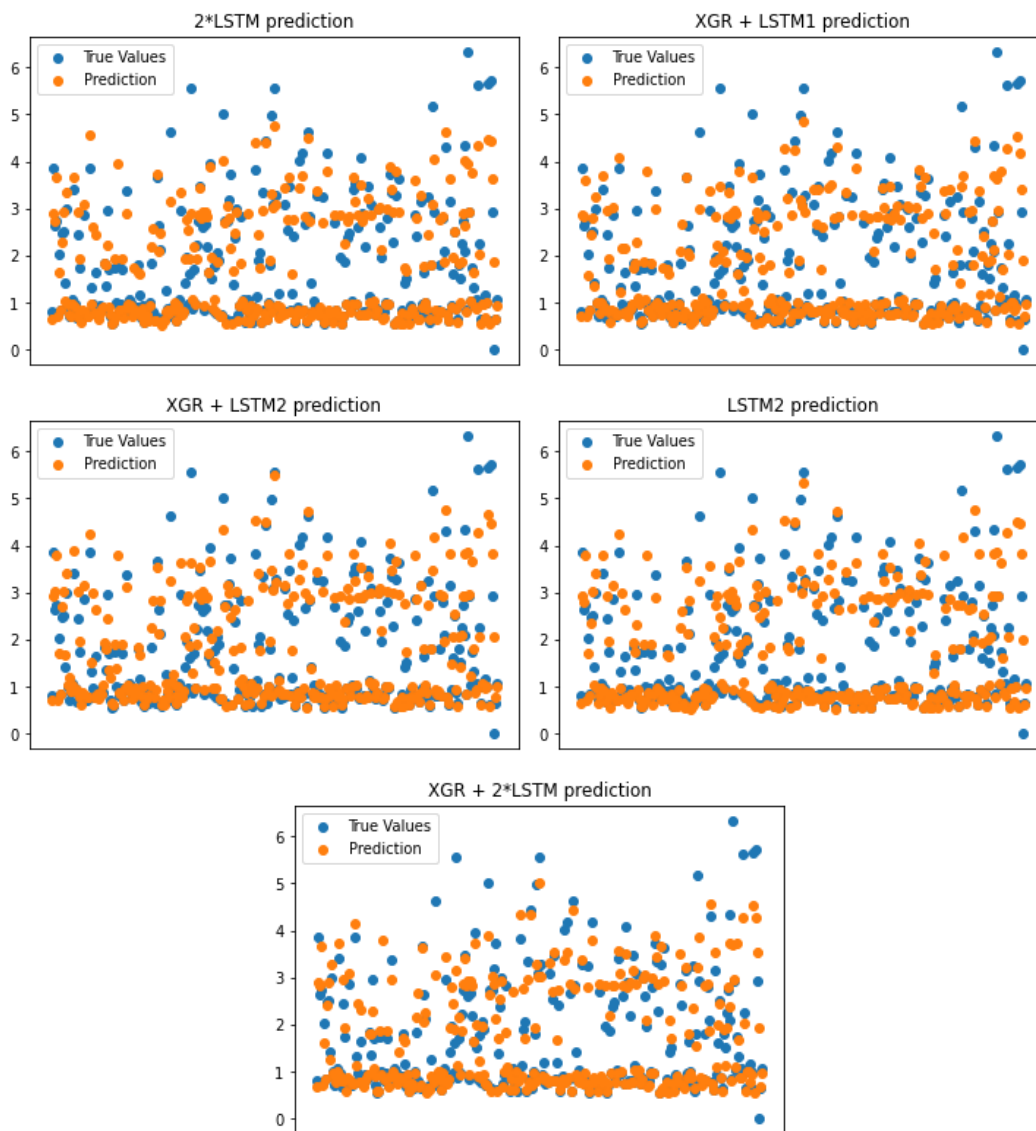 2*LSTM prediction
True Values
Prediction
6
5
4
3
2
1
0
XGR + LSTM1 prediction
True Values
Prediction
6
5
4
3
2
1
0
XGR + LSTM2 prediction
True Values
Prediction
6
5
4
3
2
1
0
LSTM2 prediction
True Values
Prediction
6
5
4
3
2
1
0
XGR + 2*LSTM prediction
True Values
Prediction
6
5
4
3
2
1
0